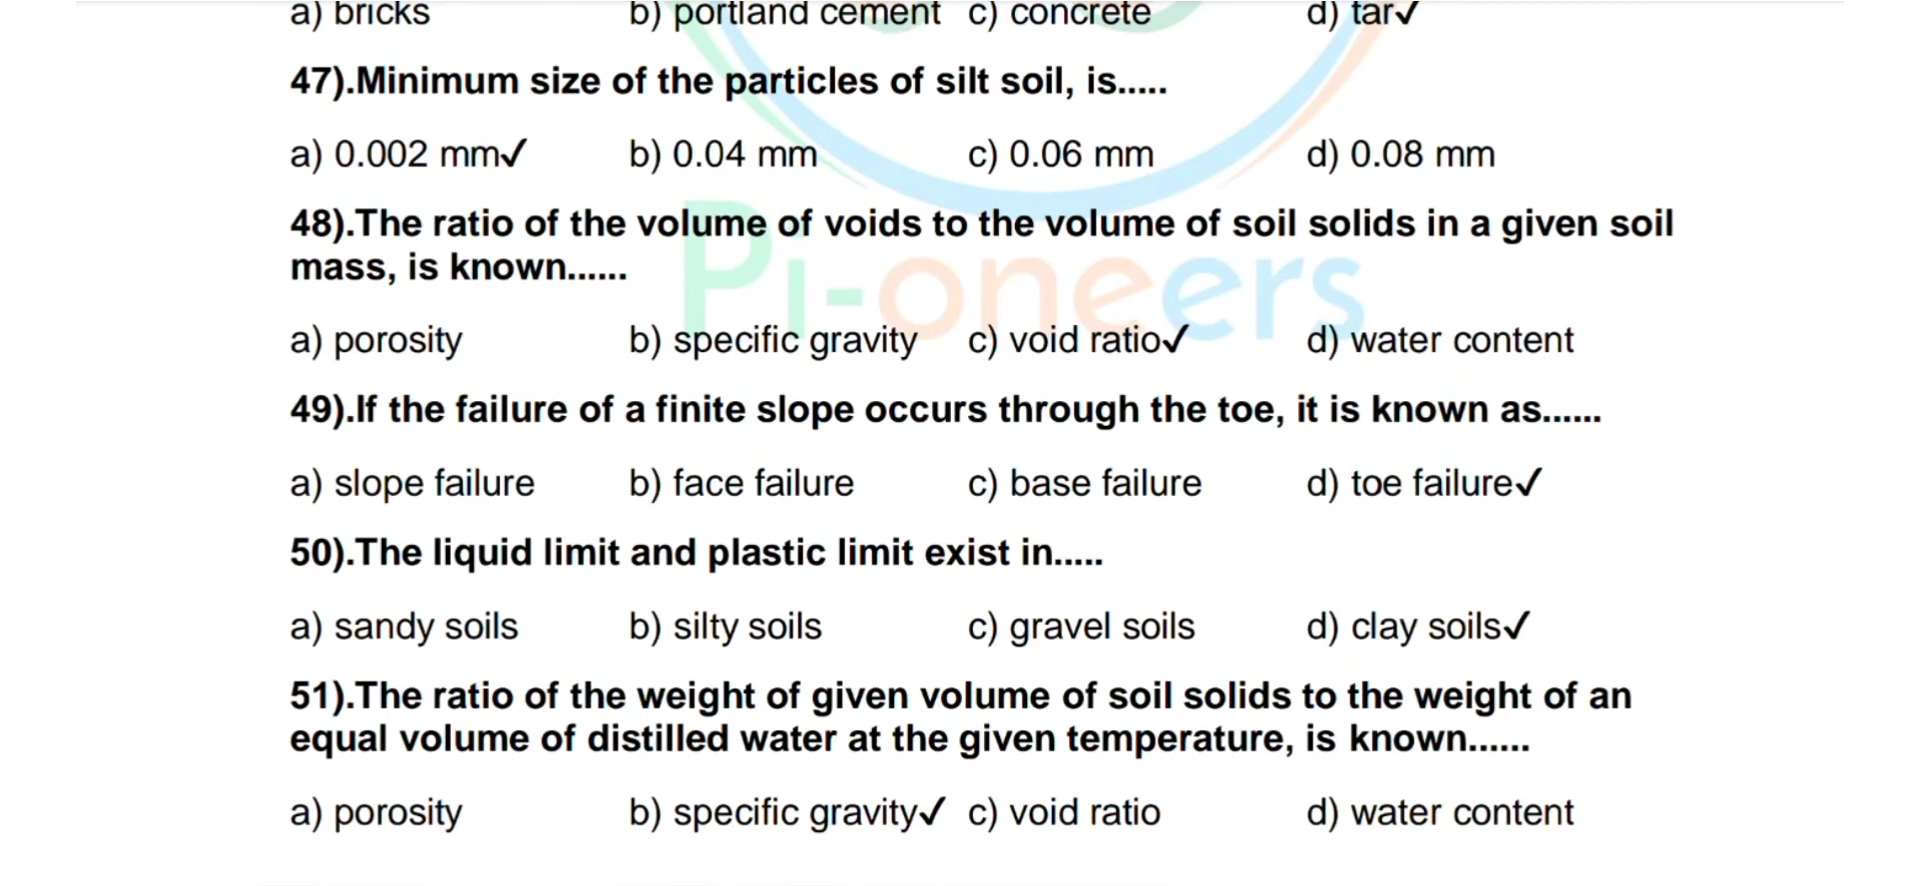 a) bricks b) portland cement c) concrete d) tar✓
47).Minimum size of the particles of silt soil, is.....
a) 0.002 mm✓ b) 0.04 mm c) 0.06 mm d) 0.08 mm
48).The ratio of the volume of voids to the volume of soil solids in a given soil
mass, is known......
Pi-oneers
a) porosity b) specific gravity c) void ratio✓ d) water content
49).If the failure of a finite slope occurs through the toe, it is known as......
a) slope failure b) face failure c) base failure d) toe failure✓
50).The liquid limit and plastic limit exist in.....
a) sandy soils b) silty soils c) gravel soils d) clay soils✓
51).The ratio of the weight of given volume of soil solids to the weight of an
equal volume of distilled water at the given temperature, is known......
a) porosity b) specific gravity✓ c) void ratio d) water content